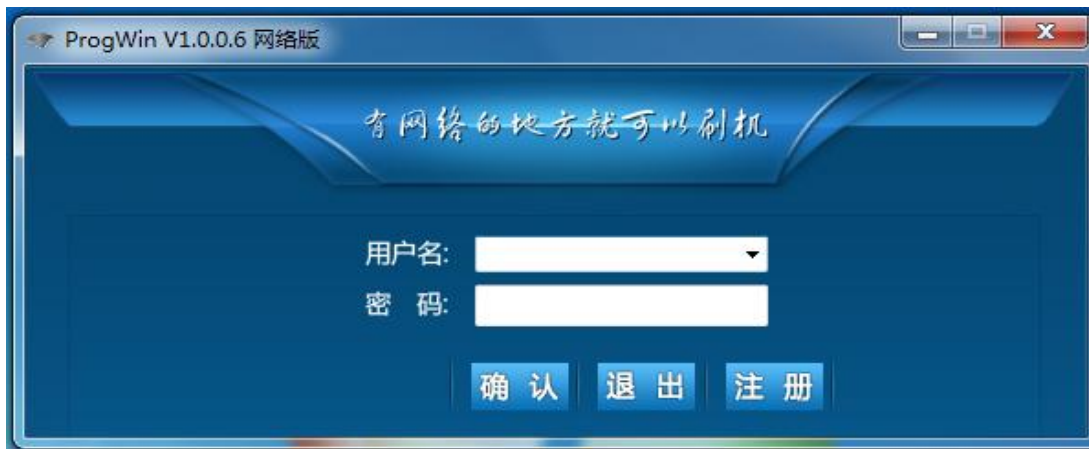 ProgWin V1.0.0.6 网络版
有网络的地方就可以刷机
用户名:
密 码:
确 认 退 出 注 册